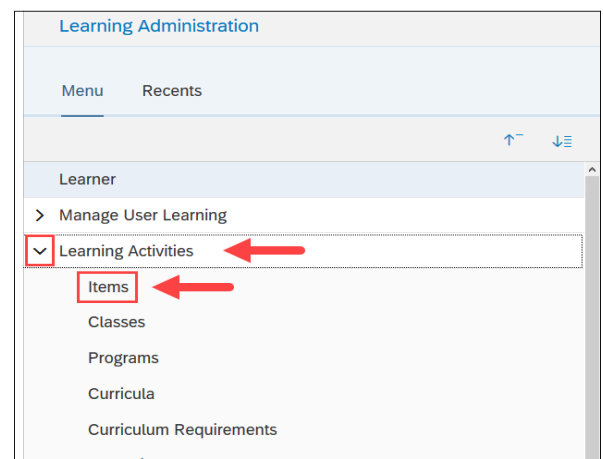 Learning Administration
Menu Recents
Learner
Manage User Learning
Learning Activities
Items
Classes
Programs
Curricula
Curriculum Requirements